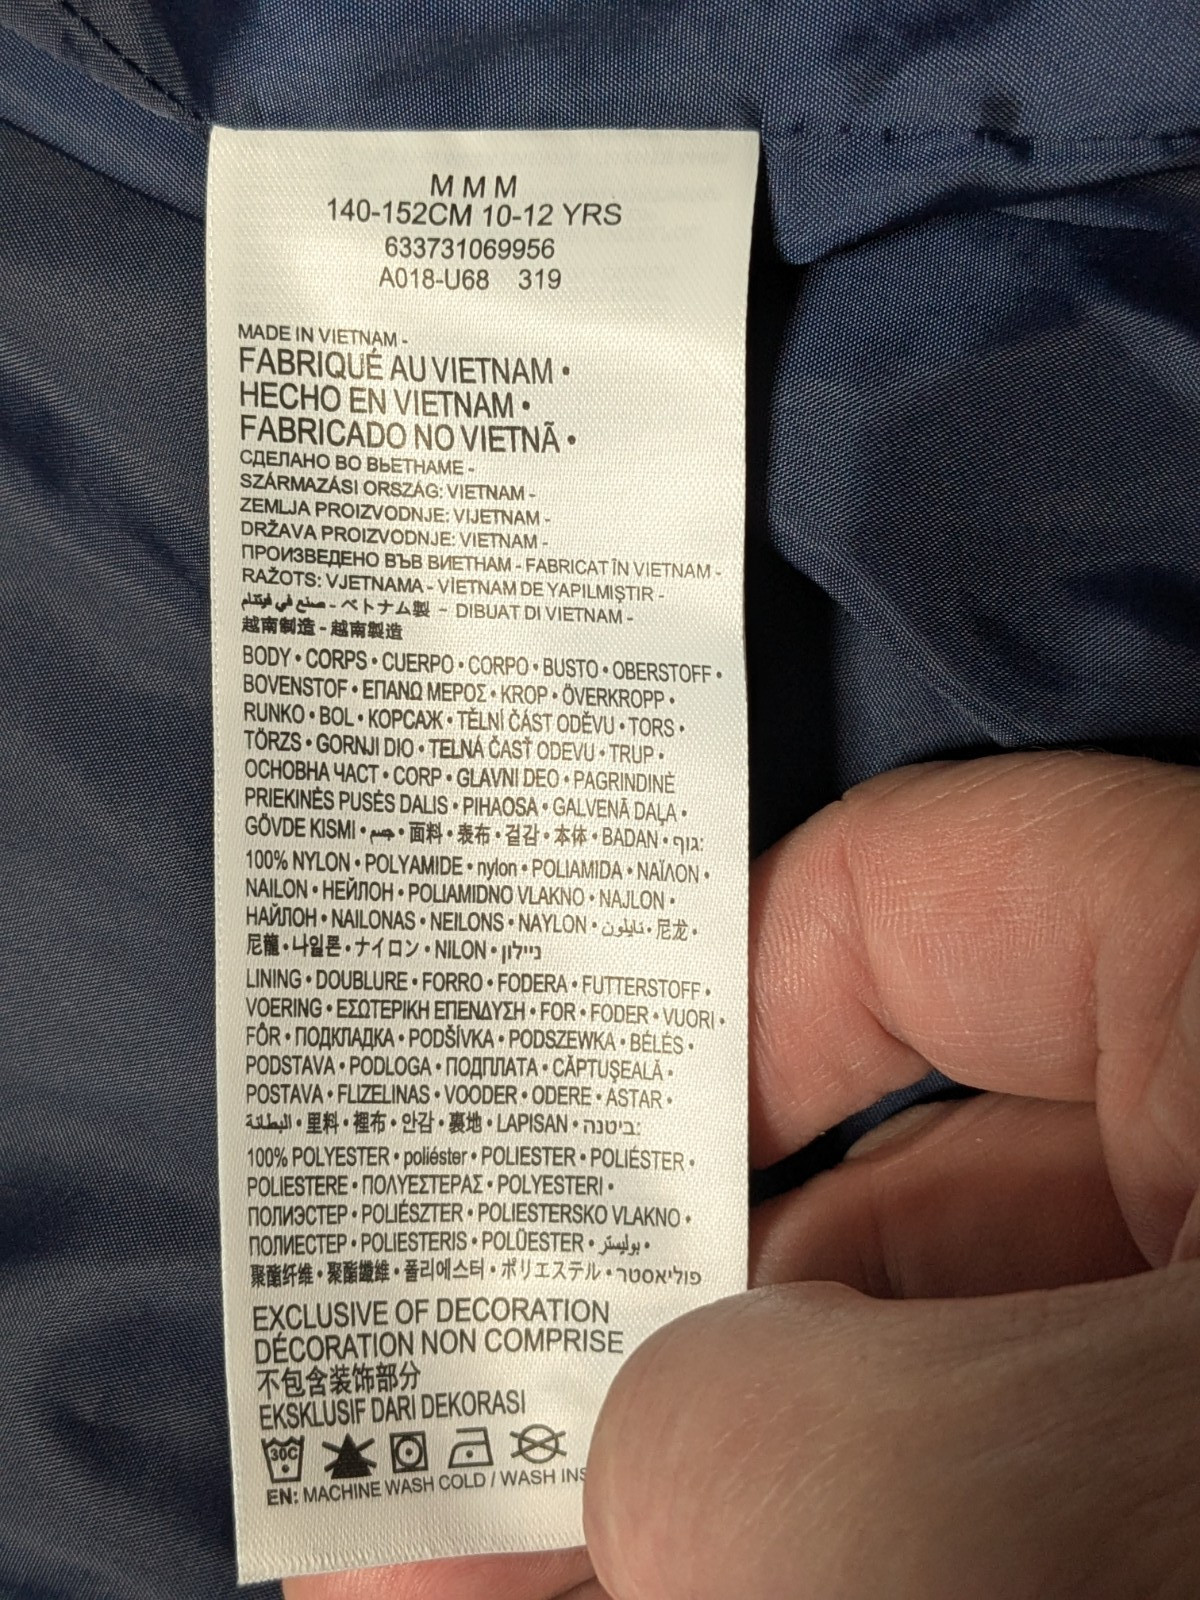 M M M
140-152CM 10-12 YRS
633731069956
A018-U68 319
MADE IN VIETNAM -
FABRIQUÉ AU VIETNAM •
HECHO EN VIETNAM •
FABRICADO NO VIETNÃ •
СДЕЛАНО ВО ВЬЕТНАМЕ -
SZÁRMAZÁSI ORSZÁG: VIETNAM -
ZEMLJA PROIZVODNJE: VIJETNAM -
DRŽAVA PROIZVODNJE: VIETNAM -
ПРОИЗВЕДЕНО ВЪВ ВИЕТНАМ - FABRICAT ÎN VIETNAM -
RAŽOTS: VJETNAMA - VİETNAM DE YAPILMIŞTIR -
صنع في فيتنام - ベトナム製 - DIBUAT DI VIETNAM -
越南制造 - 越南製造
BODY • CORPS • CUERPO • CORPO • BUSTO • OBERSTOFF •
BOVENSTOF • ΕΠΑΝΩ ΜΕΡΟΣ • KROP • ÖVERKROPP •
RUNKO • BOL • КОРСАЖ • TĚLNÍ ČÁST ODĚVU • TORS •
TÖRZS • GORNJI DIO • TELNÁ ČASŤ ODEVU • TRUP •
ОСНОВНА ЧАСТ • CORP • GLAVNI DEO • PAGRINDINĖ
PRIEKINĖS PUSĖS DALIS • PIHAOSA • GALVENĀ DAĻA •
GÖVDE KISMI • جسم • 面料 • 表布 • 겉감 • 本体 • BADAN • גוף:
100% NYLON • POLYAMIDE • nylon • POLIAMIDA • ΝΑΪΛΟΝ •
NAILON • НЕЙЛОН • POLIAMIDNO VLAKNO • NAJLON •
НАЙЛОН • NAILONAS • NEILONS • NAYLON • نايلون • 尼龙 •
尼龍 • 나일론 • ナイロン • NILON • ניילון
LINING • DOUBLURE • FORRO • FODERA • FUTTERSTOFF •
VOERING • ΕΣΩΤΕΡΙΚΗ ΕΠΕΝΔΥΣΗ • FOR • FODER • VUORI •
FÔR • ПОДКЛАДКА • PODŠÍVKA • PODSZEWKA • BÉLÉS •
PODSTAVA • PODLOGA • ПОДПЛАТА • CĂPTUŞEALĂ •
POSTAVA • FLIZELINAS • VOODER • ODERE • ASTAR •
البطانة • 里料 • 裡布 • 안감 • 裏地 • LAPISAN • ביטנה:
100% POLYESTER • poliéster • POLIESTER • POLIÉSTER •
POLIESTERE • ΠΟΛΥΕΣΤΕΡΑΣ • POLYESTERI •
ПОЛИЭСТЕР • POLIÉSZTER • POLIESTERSKO VLAKNO •
ПОЛИЕСТЕР • POLIESTERIS • POLÜESTER • بوليستر •
聚酯纤维 • 聚酯纖維 • 폴리에스터 • ポリエステル • פוליאסטר
EXCLUSIVE OF DECORATION
DÉCORATION NON COMPRISE
不包含装饰部分
EKSKLUSIF DARI DEKORASI
30C
EN: MACHINE WASH COLD / WASH INS